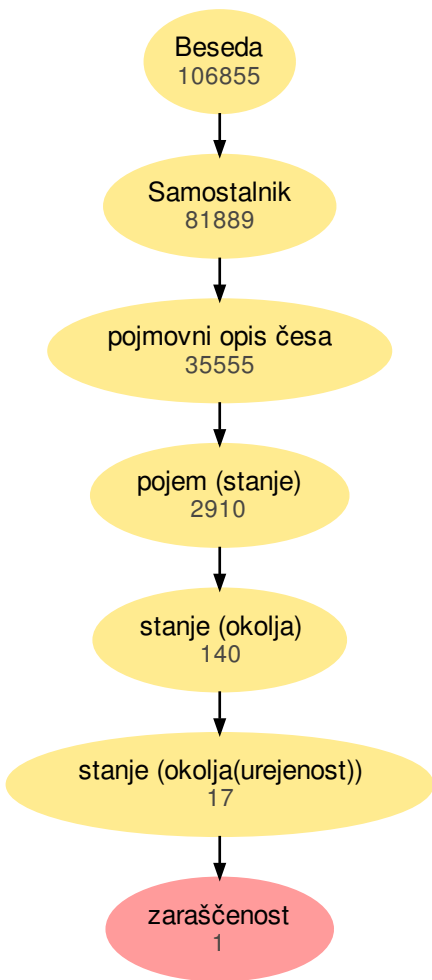 Beseda
106855
Samostalnik
81889
pojmovni opis česa
35555
pojem (stanje)
2910
stanje (okolja)
140
stanje (okolja(urejenost))
17
zaraščenost
1